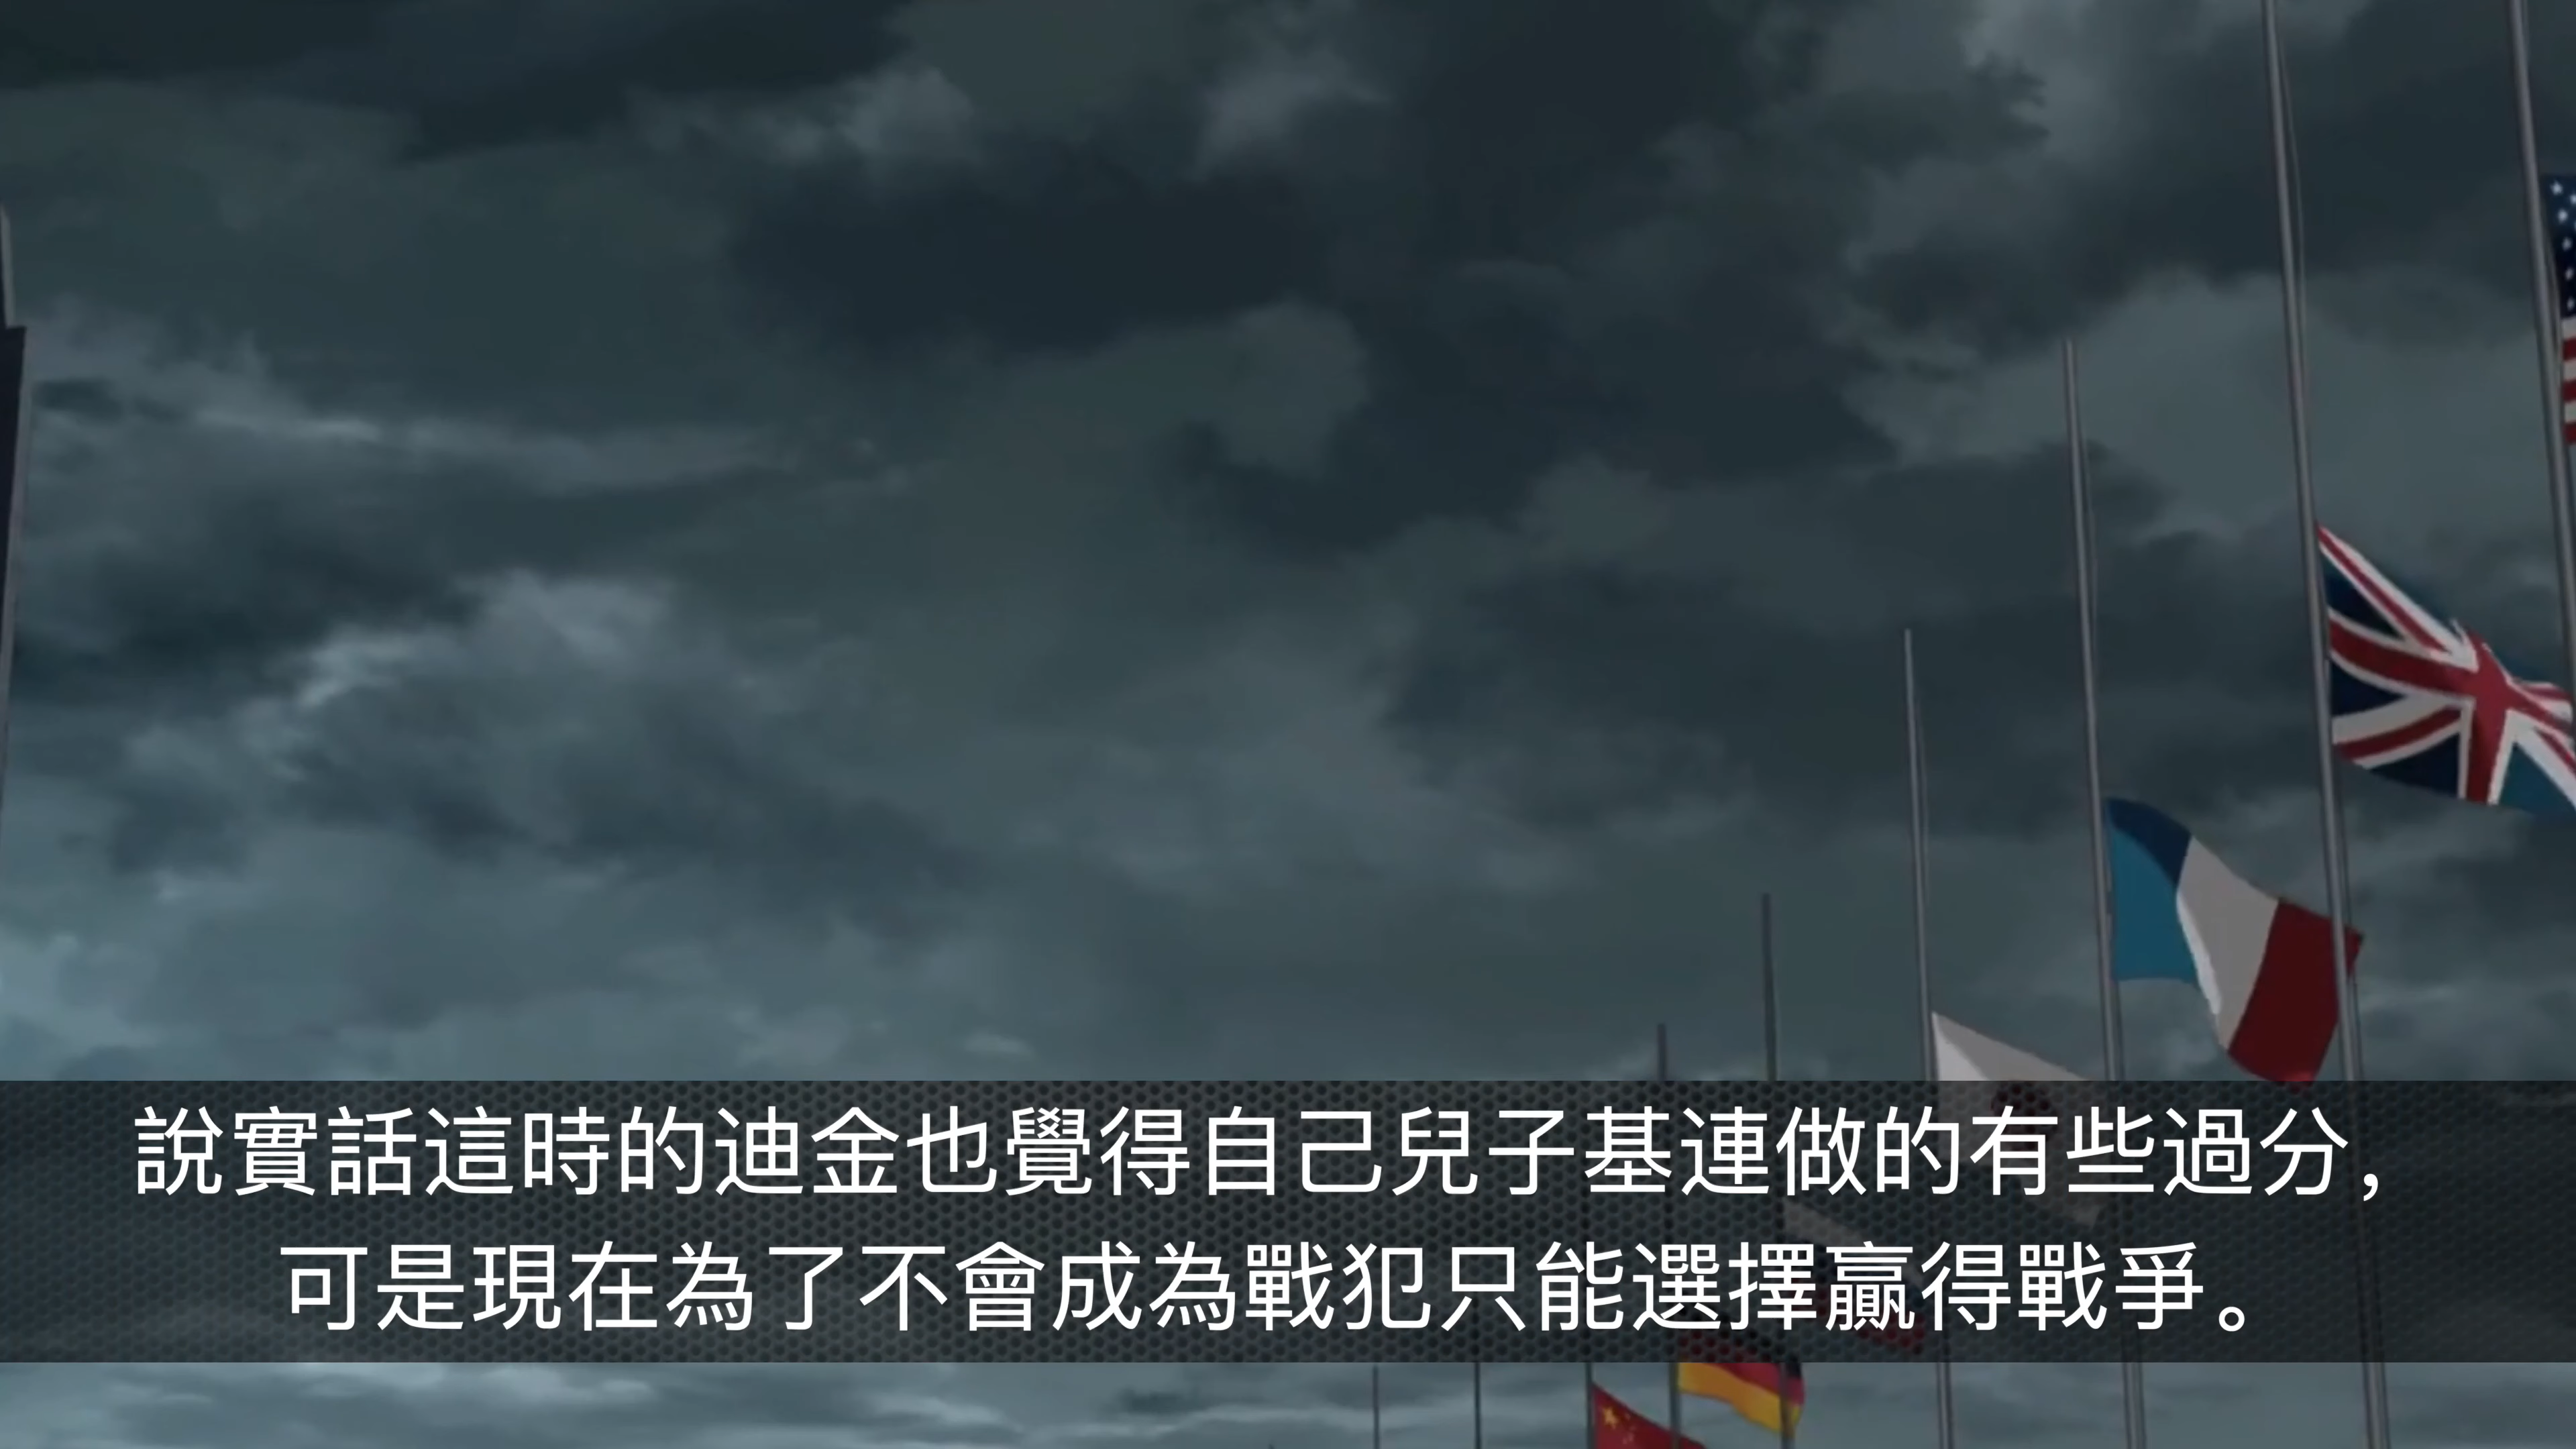 說實話這時的迪金也覺得自己兒子基連做的有些過分，
可是現在為了不會成為戰犯只能選擇贏得戰爭。